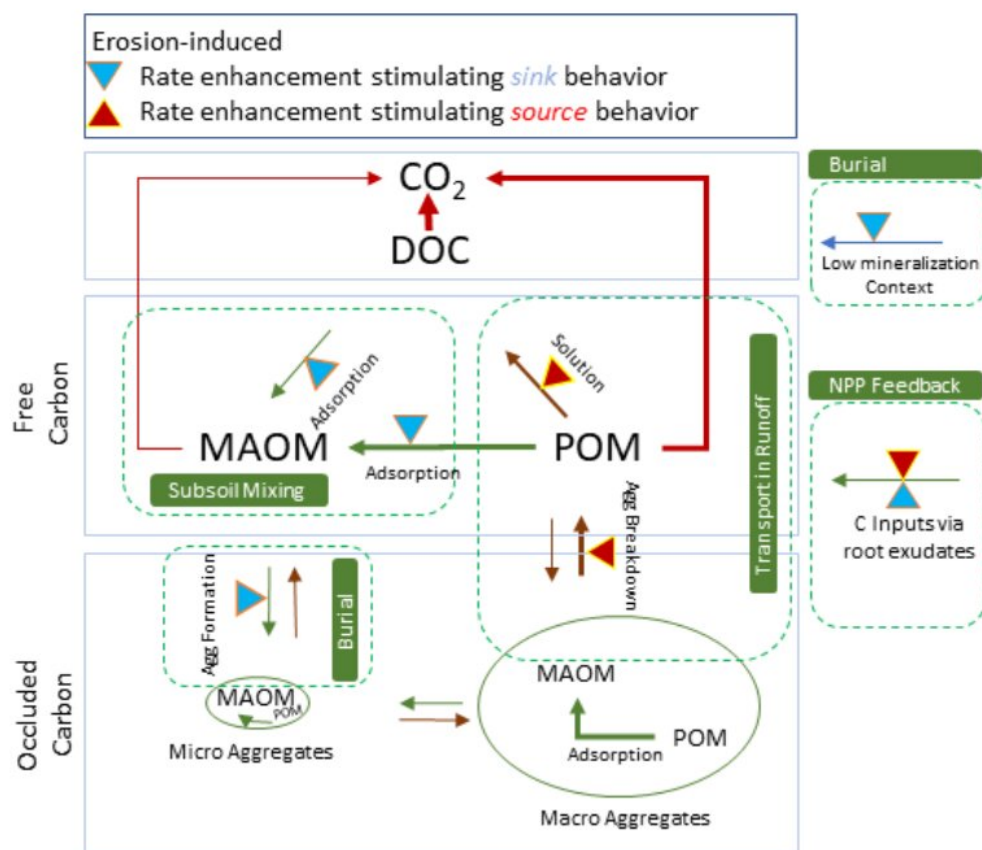 Erosion-induced
Rate enhancement stimulating sink behavior
Rate enhancement stimulating source behavior
CO₂
DOC
Burial
Low mineralization
Context
Free
Carbon
Adsorption
MAOM
Subsoil Mixing
Adsorption
Solution
POM
Agg Breakdown
Transport in Runoff
NPP Feedback
C Inputs via
root exudates
Occluded
Carbon
Agg Formation
Burial
MAOM
POM
Micro Aggregates
MAOM
POM
Adsorption
Macro Aggregates